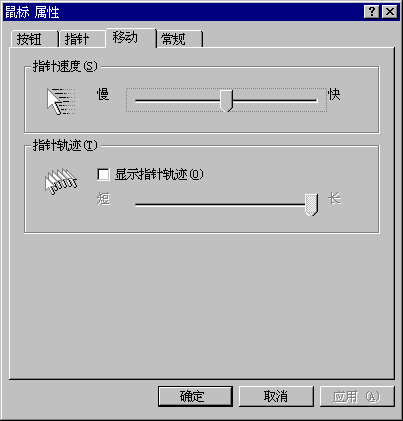 鼠标 属性
按钮 指针 移动 常规
指针速度(S)
慢 快
指针轨迹(T)
显示指针轨迹(O)
短 长
确定 取消 应用 (A)